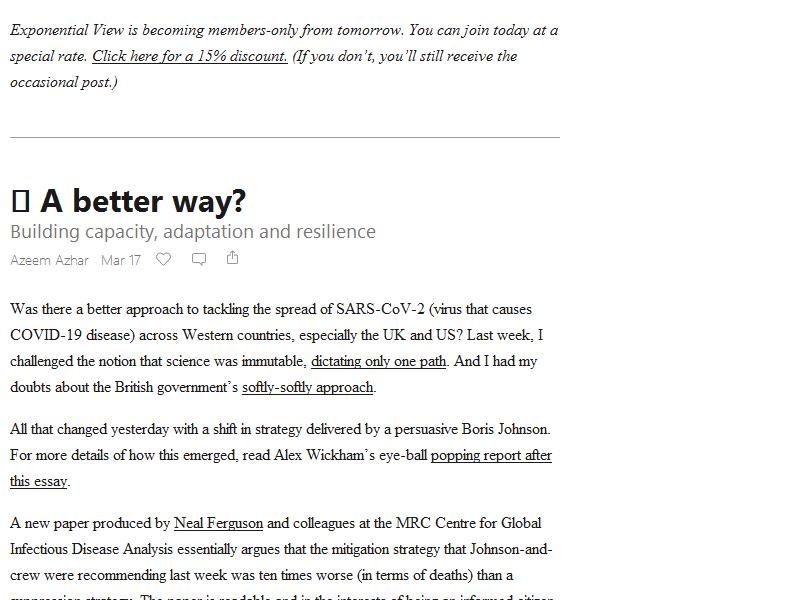 Exponential View is becoming members-only from tomorrow. You can join today at a
special rate. Click here for a 15% discount. (If you don't, you'll still receive the
occasional post.)
A better way?
Building capacity, adaptation and resilience
Azeem Azhar Mar 17
Was there a better approach to tackling the spread of SARS-CoV-2 (virus that causes
COVID-19 disease) across Western countries, especially the UK and US? Last week, I
challenged the notion that science was immutable, dictating only one path. And I had my
doubts about the British government's softly-softly approach.
All that changed yesterday with a shift in strategy delivered by a persuasive Boris Johnson.
For more details of how this emerged, read Alex Wickham's eye-ball popping report after
this essay.
A new paper produced by Neal Ferguson and colleagues at the MRC Centre for Global
Infectious Disease Analysis essentially argues that the mitigation strategy that Johnson-and-
crew were recommending last week was ten times worse (in terms of deaths) than a